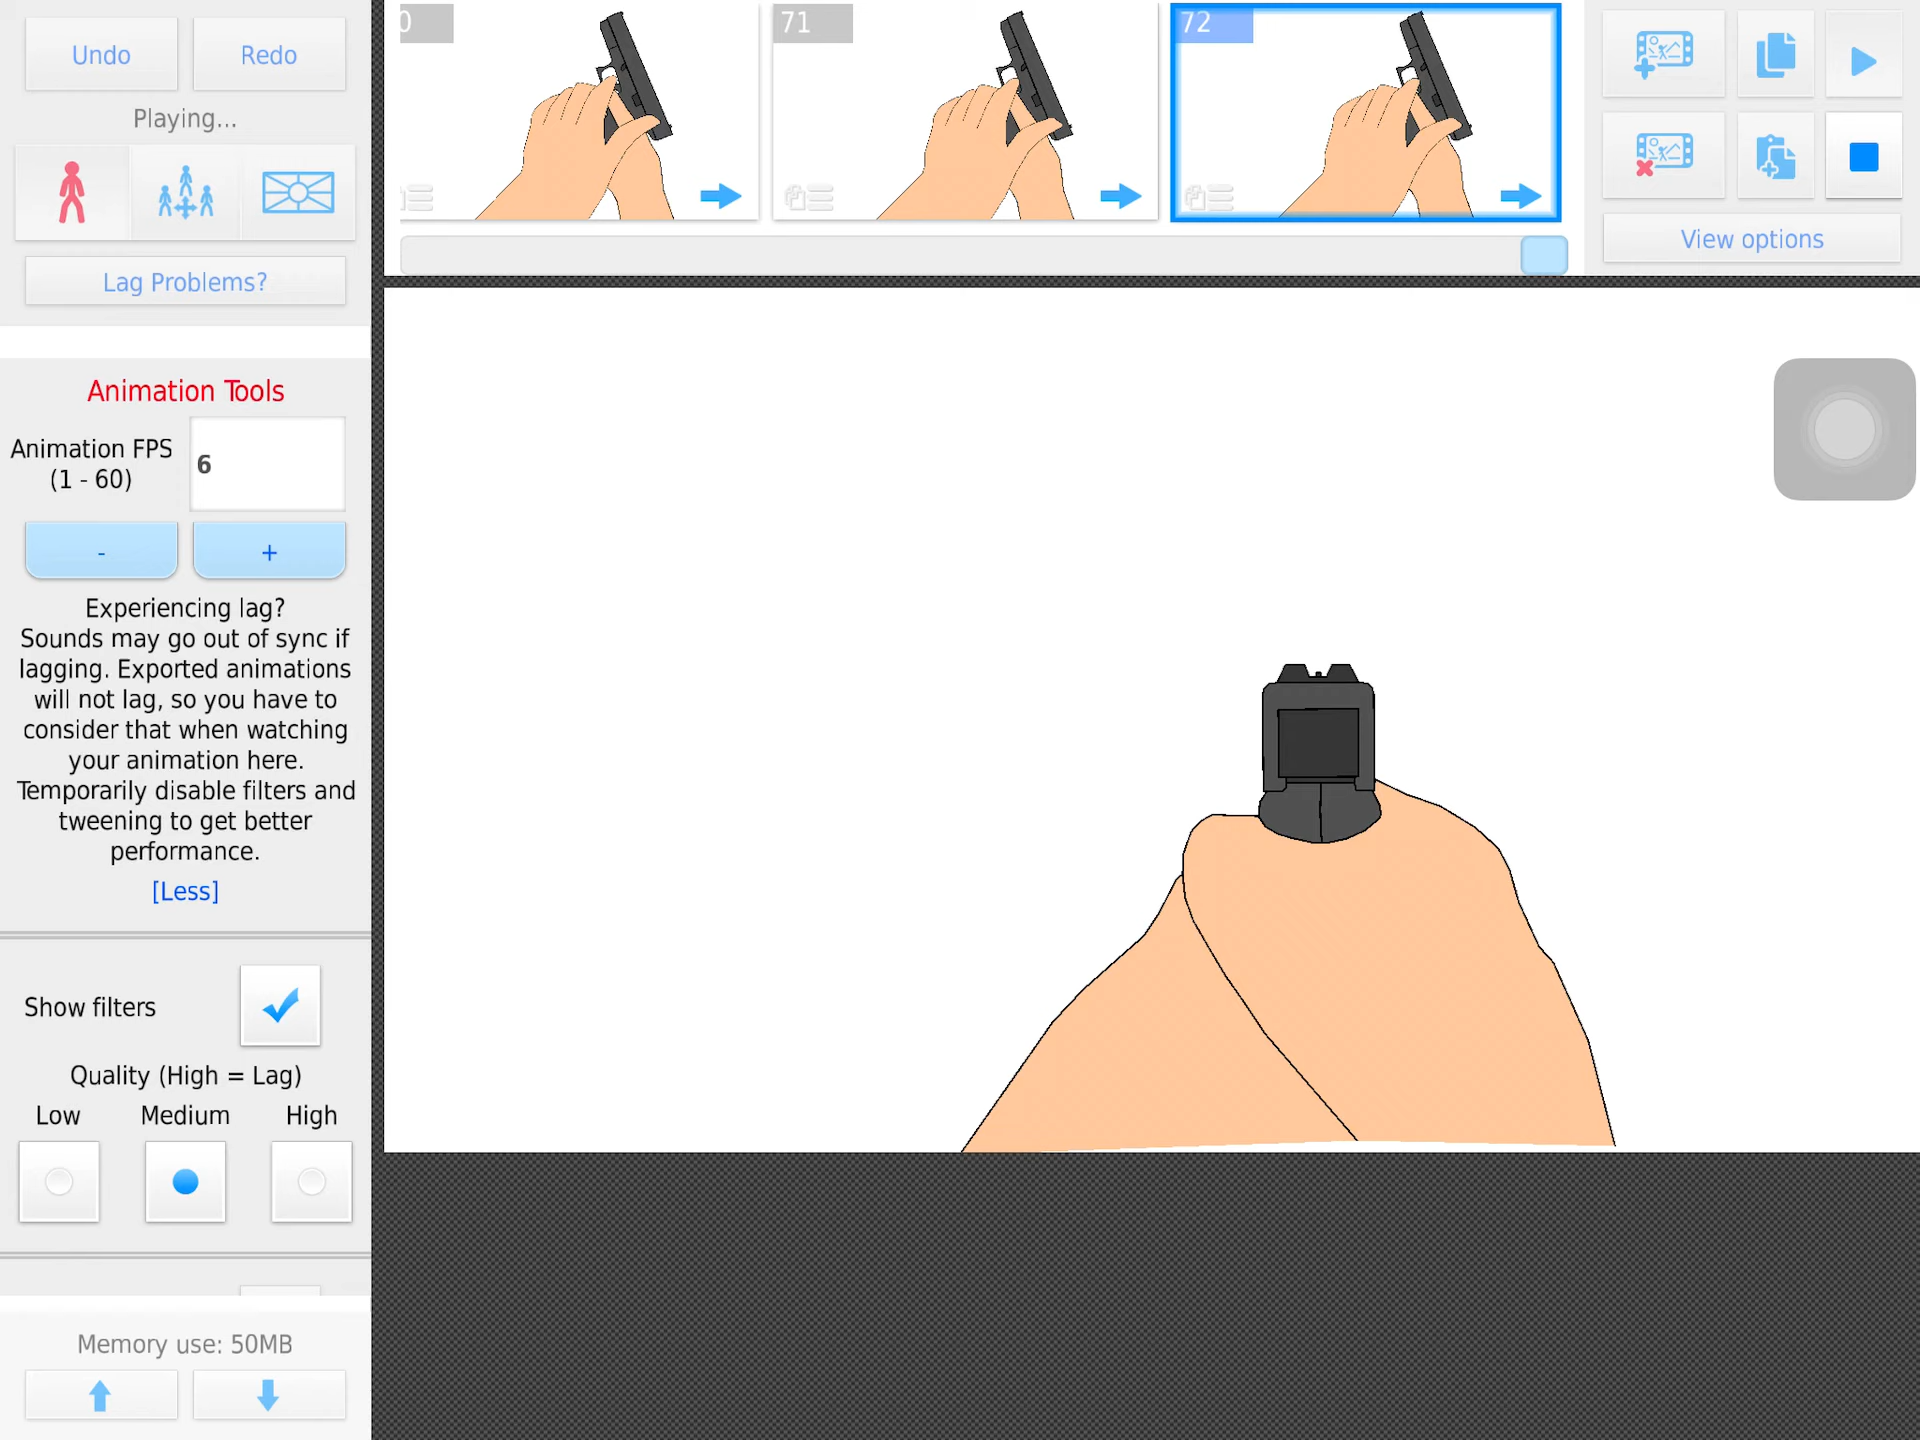 Undo
Redo
Playing...
Lag Problems?
0
71
72
View options
Animation Tools
Animation FPS
(1 - 60)
6
-
+
Experiencing lag?
Sounds may go out of sync if
lagging. Exported animations
will not lag, so you have to
consider that when watching
your animation here.
Temporarily disable filters and
tweening to get better
performance.
[Less]
Show filters
Quality (High = Lag)
Low
Medium
High
Memory use: 50MB